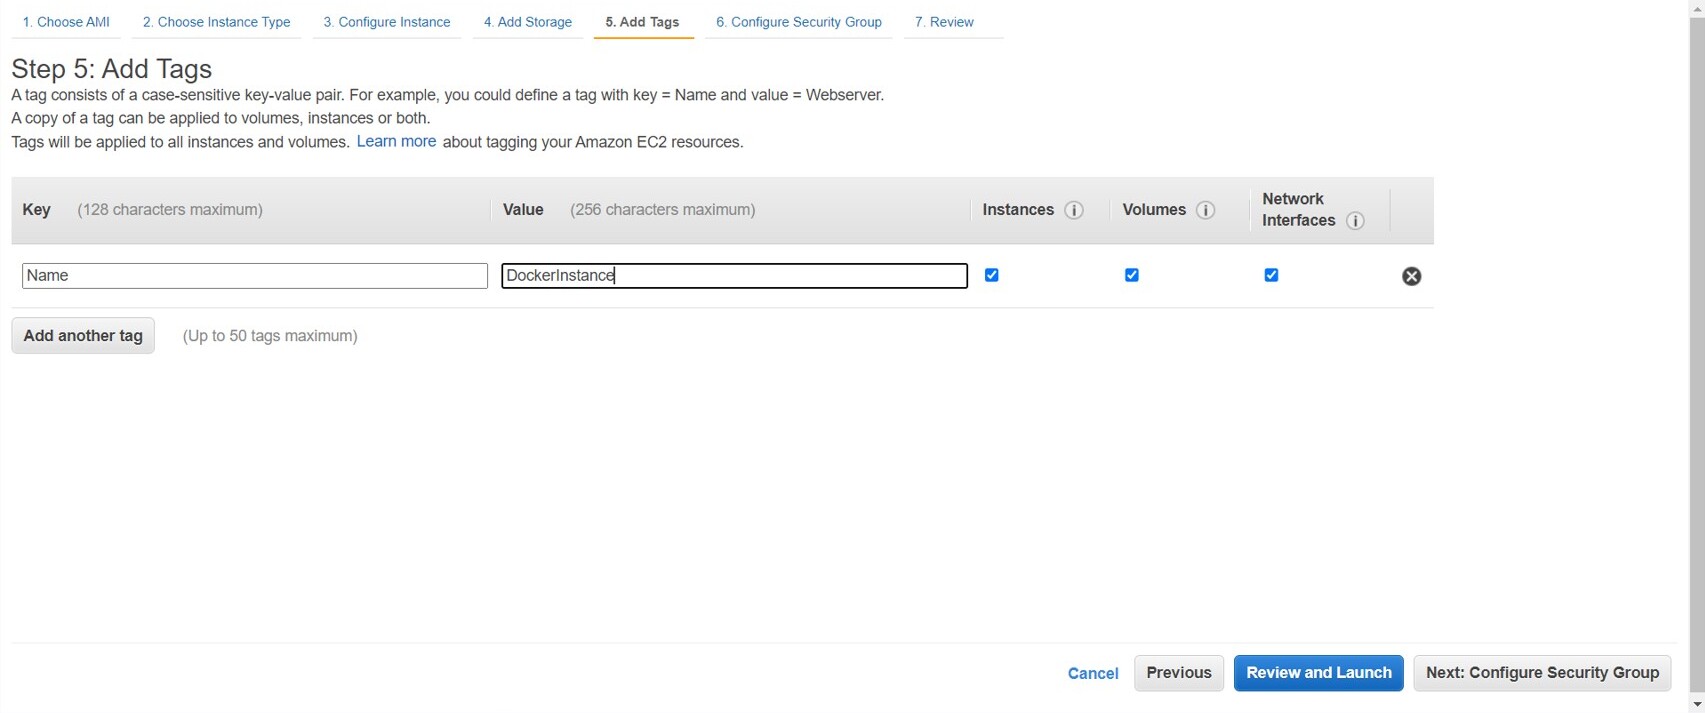 1. Choose AMI 2. Choose Instance Type 3. Configure Instance 4. Add Storage 5. Add Tags 6. Configure Security Group 7. Review
Step 5: Add Tags
A tag consists of a case-sensitive key-value pair. For example, you could define a tag with key = Name and value = Webserver.
A copy of a tag can be applied to volumes, instances or both.
Tags will be applied to all instances and volumes. Learn more about tagging your Amazon EC2 resources.
Key (128 characters maximum) Value (256 characters maximum) Instances i Volumes i Network Interfaces i
Name DockerInstance
Add another tag (Up to 50 tags maximum)
Cancel Previous Review and Launch Next: Configure Security Group